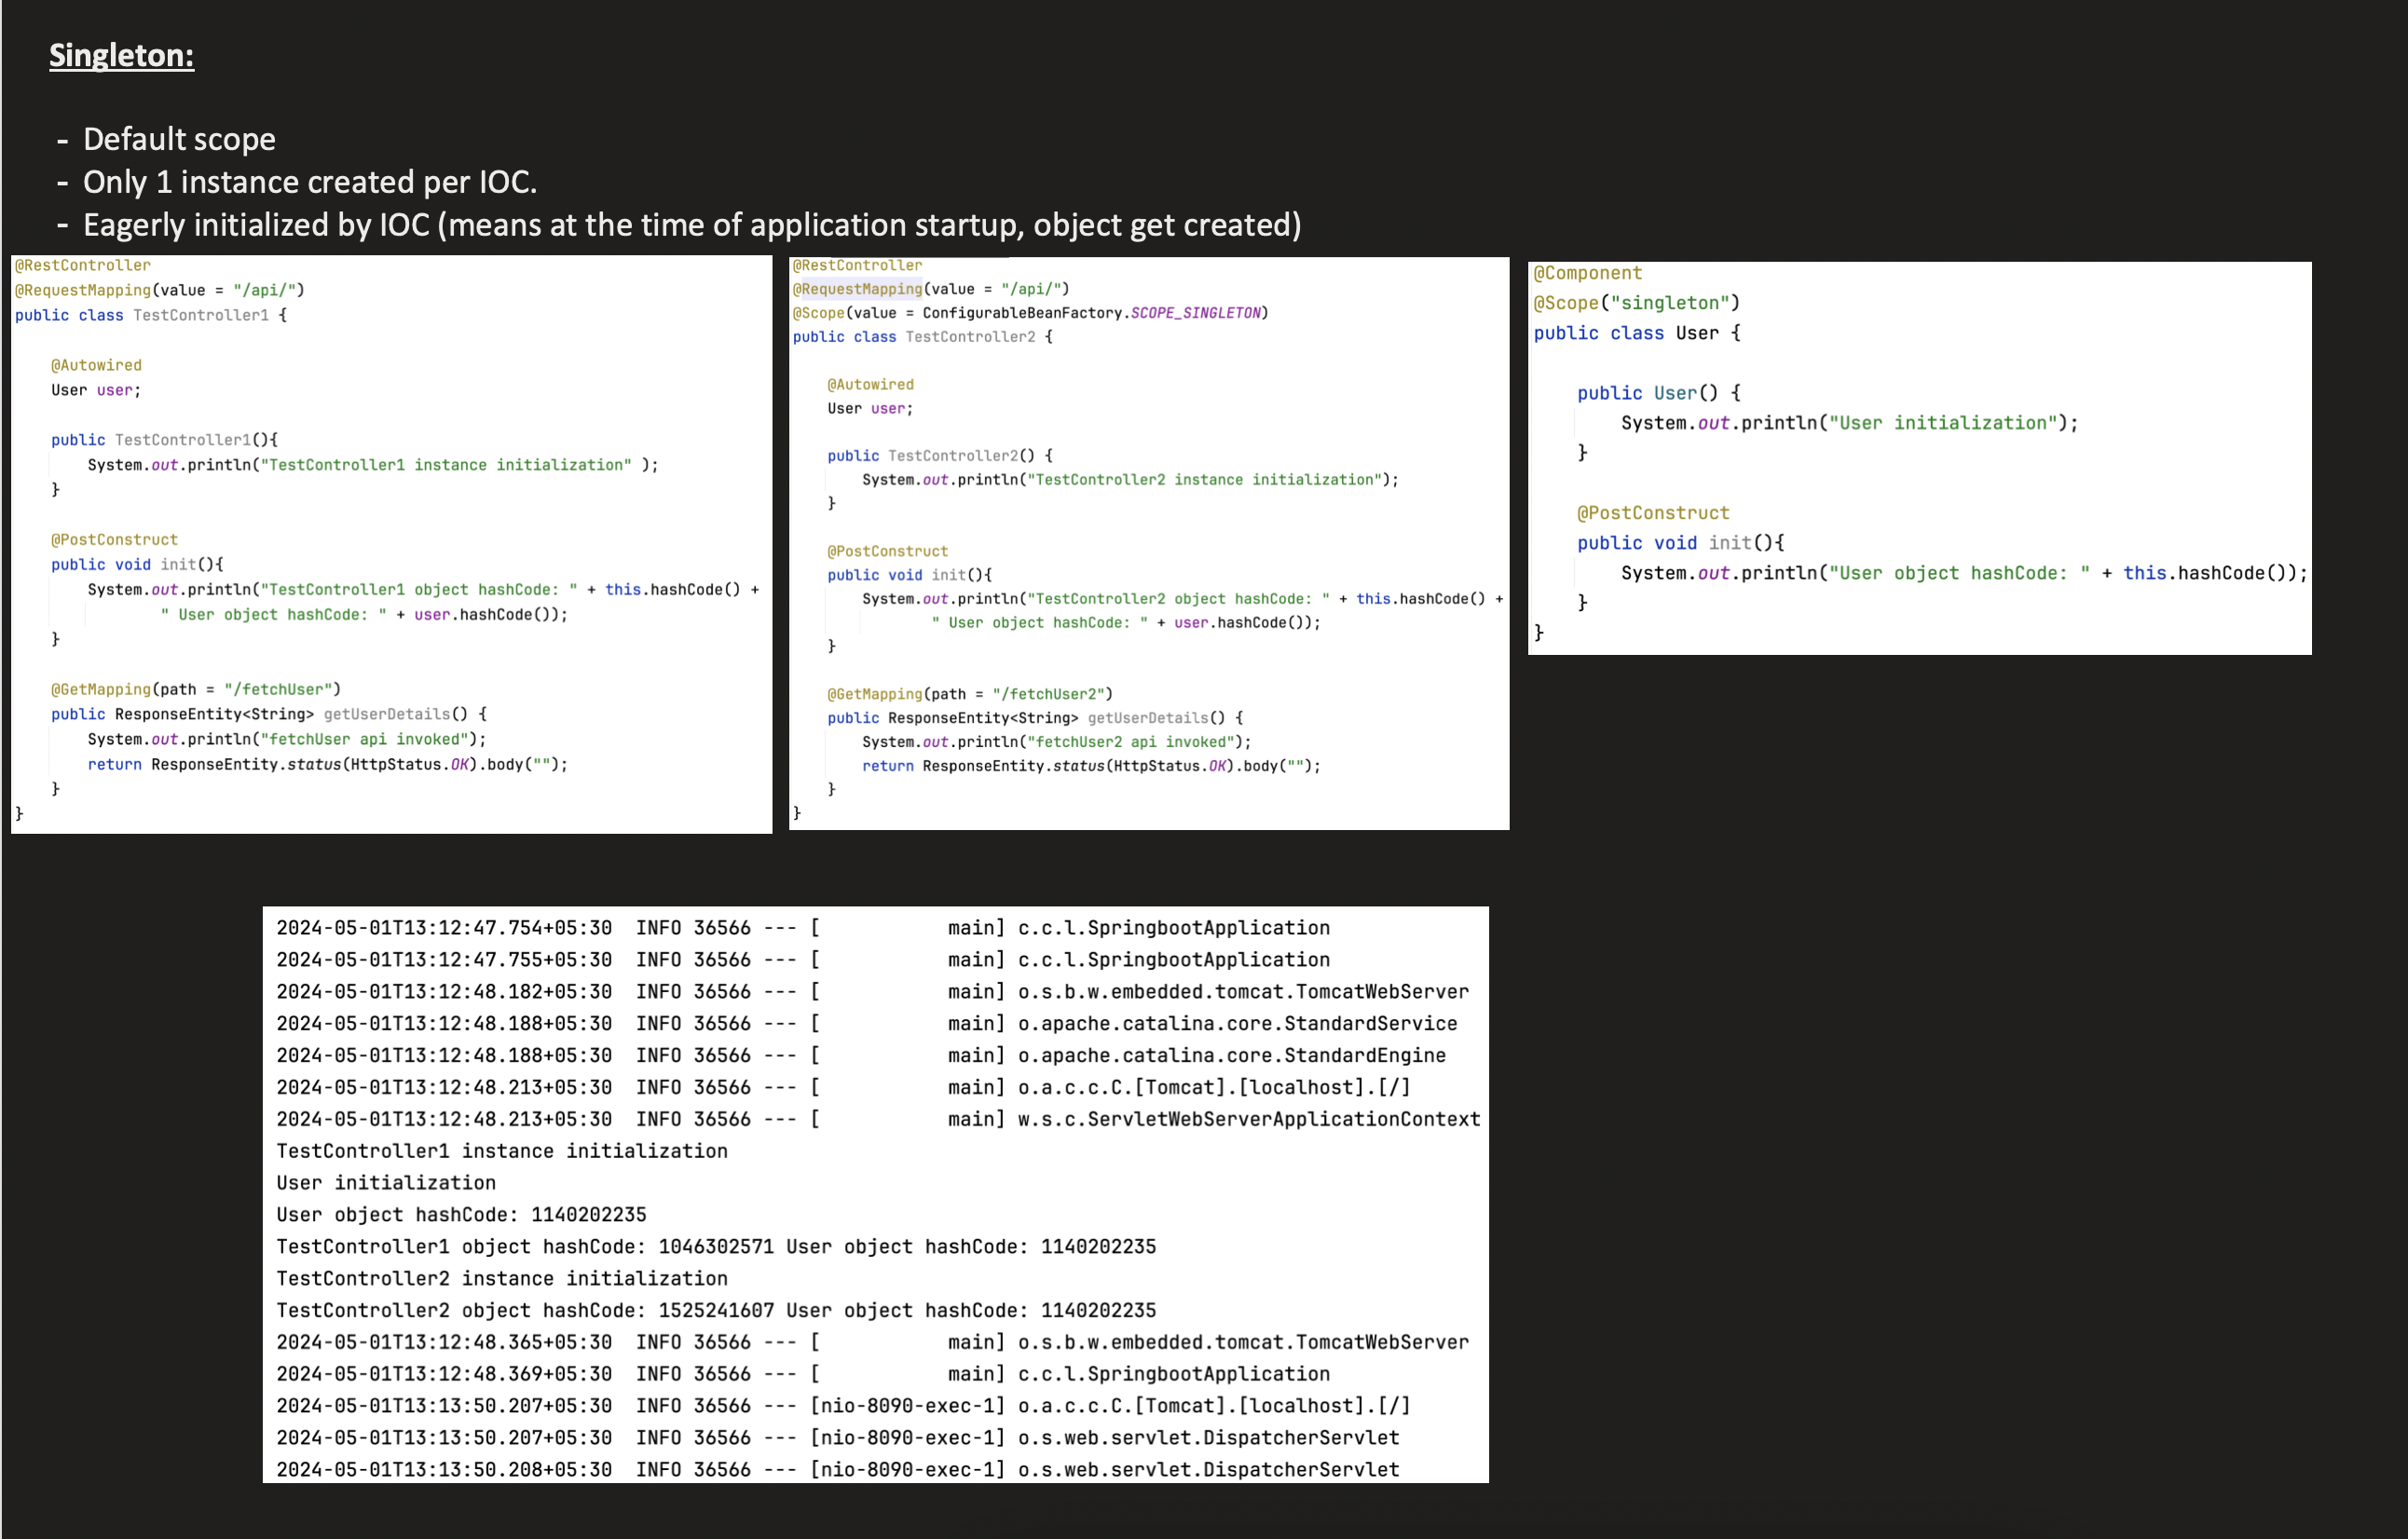 Singleton:
- Default scope
- Only 1 instance created per IOC.
- Eagerly initialized by IOC (means at the time of application startup, object get created)
@RestController
@RequestMapping(value = "/api/")
public class TestController1 {
@Autowired
User user;
public TestController1(){
System.out.println("TestController1 instance initialization" );
}
@PostConstruct
public void init(){
System.out.println("TestController1 object hashCode: " + this.hashCode() +
" User object hashCode: " + user.hashCode());
}
@GetMapping(path = "/fetchUser")
public ResponseEntity<String> getUserDetails() {
System.out.println("fetchUser api invoked");
return ResponseEntity.status(HttpStatus.OK).body("");
}
}
@RestController
@RequestMapping(value = "/api/")
@Scope(value = ConfigurableBeanFactory.SCOPE_SINGLETON)
public class TestController2 {
@Autowired
User user;
public TestController2() {
System.out.println("TestController2 instance initialization");
}
@PostConstruct
public void init(){
System.out.println("TestController2 object hashCode: " + this.hashCode() +
" User object hashCode: " + user.hashCode());
}
@GetMapping(path = "/fetchUser2")
public ResponseEntity<String> getUserDetails() {
System.out.println("fetchUser2 api invoked");
return ResponseEntity.status(HttpStatus.OK).body("");
}
}
@Component
@Scope("singleton")
public class User {
public User() {
System.out.println("User initialization");
}
@PostConstruct
public void init(){
System.out.println("User object hashCode: " + this.hashCode());
}
}
2024-05-01T13:12:47.754+05:30  INFO 36566 --- [           main] c.c.l.SpringbootApplication
2024-05-01T13:12:47.755+05:30  INFO 36566 --- [           main] c.c.l.SpringbootApplication
2024-05-01T13:12:48.182+05:30  INFO 36566 --- [           main] o.s.b.w.embedded.tomcat.TomcatWebServer
2024-05-01T13:12:48.188+05:30  INFO 36566 --- [           main] o.apache.catalina.core.StandardService
2024-05-01T13:12:48.188+05:30  INFO 36566 --- [           main] o.apache.catalina.core.StandardEngine
2024-05-01T13:12:48.213+05:30  INFO 36566 --- [           main] o.a.c.c.C.[Tomcat].[localhost].[/]
2024-05-01T13:12:48.213+05:30  INFO 36566 --- [           main] w.s.c.ServletWebServerApplicationContext
TestController1 instance initialization
User initialization
User object hashCode: 1140202235
TestController1 object hashCode: 1046302571 User object hashCode: 1140202235
TestController2 instance initialization
TestController2 object hashCode: 1525241607 User object hashCode: 1140202235
2024-05-01T13:12:48.365+05:30  INFO 36566 --- [           main] o.s.b.w.embedded.tomcat.TomcatWebServer
2024-05-01T13:12:48.369+05:30  INFO 36566 --- [           main] c.c.l.SpringbootApplication
2024-05-01T13:13:50.207+05:30  INFO 36566 --- [nio-8090-exec-1] o.a.c.c.C.[Tomcat].[localhost].[/]
2024-05-01T13:13:50.207+05:30  INFO 36566 --- [nio-8090-exec-1] o.s.web.servlet.DispatcherServlet
2024-05-01T13:13:50.208+05:30  INFO 36566 --- [nio-8090-exec-1] o.s.web.servlet.DispatcherServlet